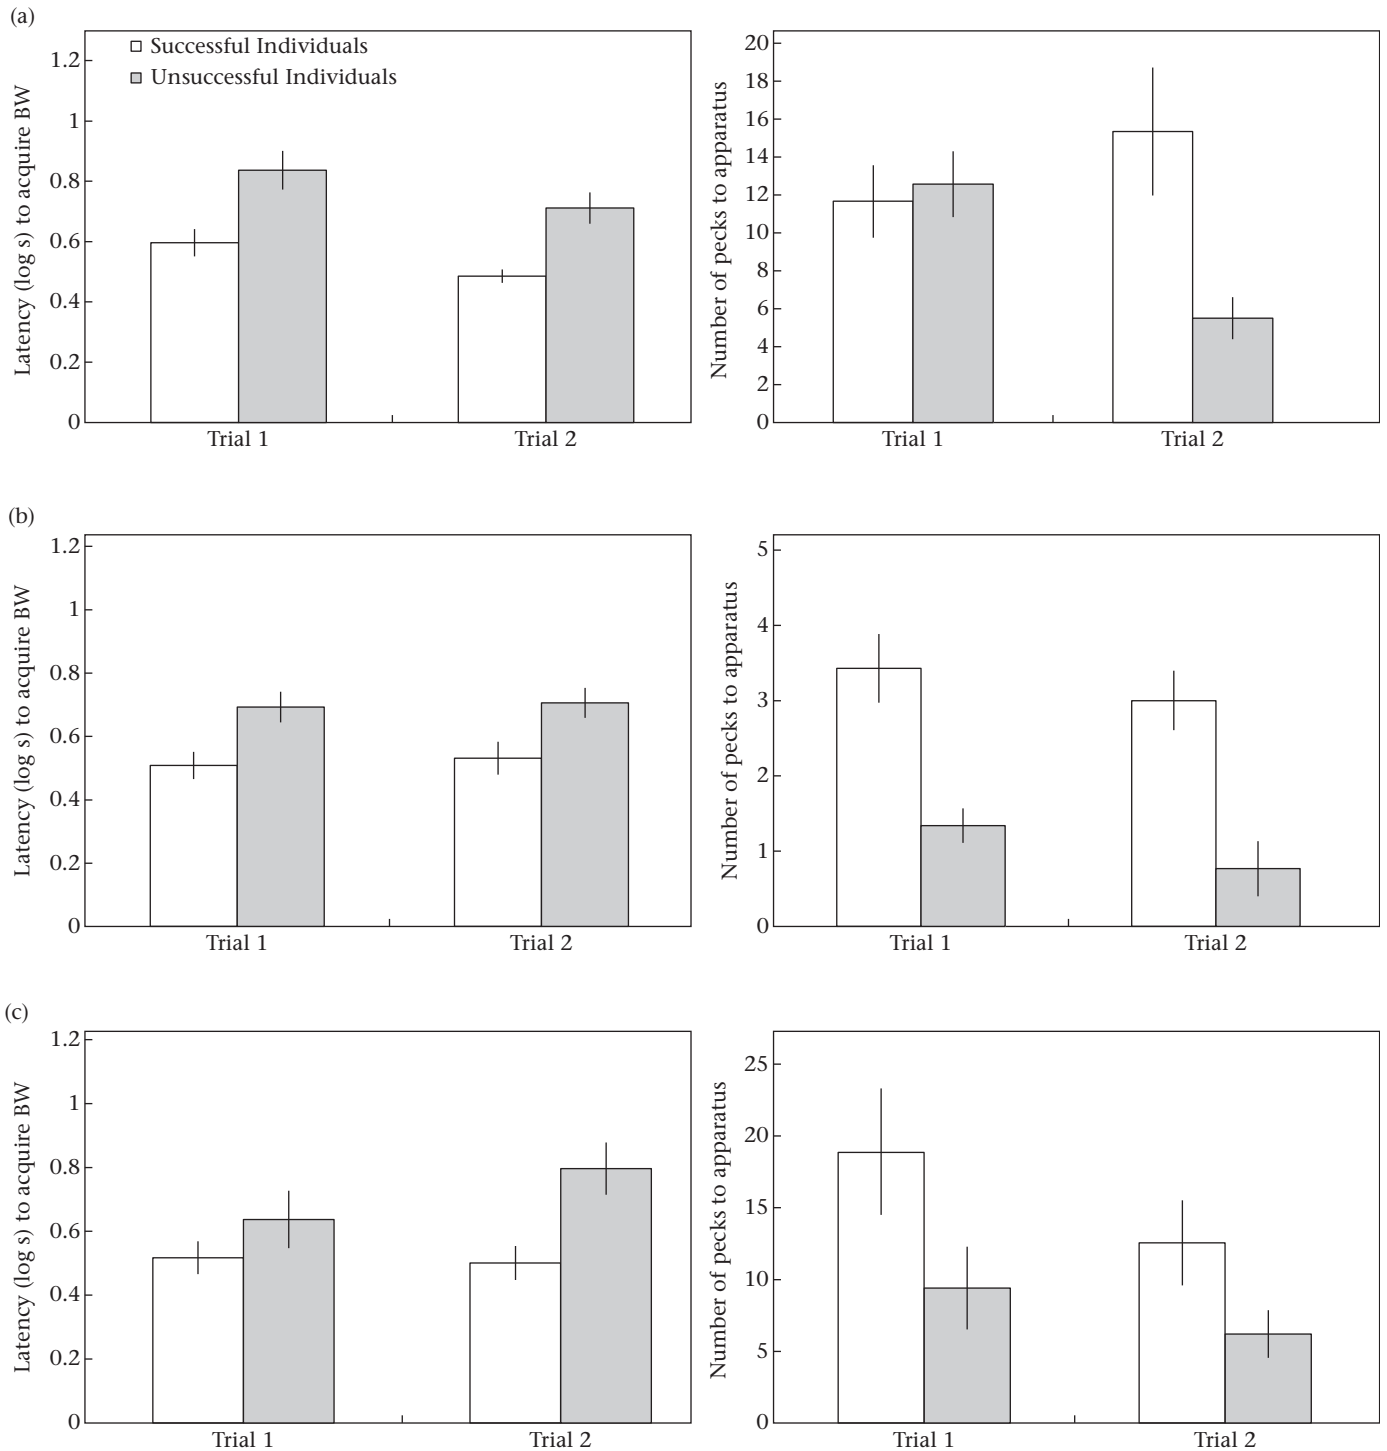 (a)
Successful Individuals
Unsuccessful Individuals
Latency (log s) to acquire BW
1.2
1
0.8
0.6
0.4
0.2
0
Trial 1
Trial 2
Number of pecks to apparatus
20
18
16
14
12
10
8
6
4
2
0
Trial 1
Trial 2
(b)
Latency (log s) to acquire BW
1.2
1
0.8
0.6
0.4
0.2
0
Trial 1
Trial 2
Number of pecks to apparatus
5
4
3
2
1
0
Trial 1
Trial 2
(c)
Latency (log s) to acquire BW
1.2
1
0.8
0.6
0.4
0.2
0
Trial 1
Trial 2
Number of pecks to apparatus
25
20
15
10
5
0
Trial 1
Trial 2